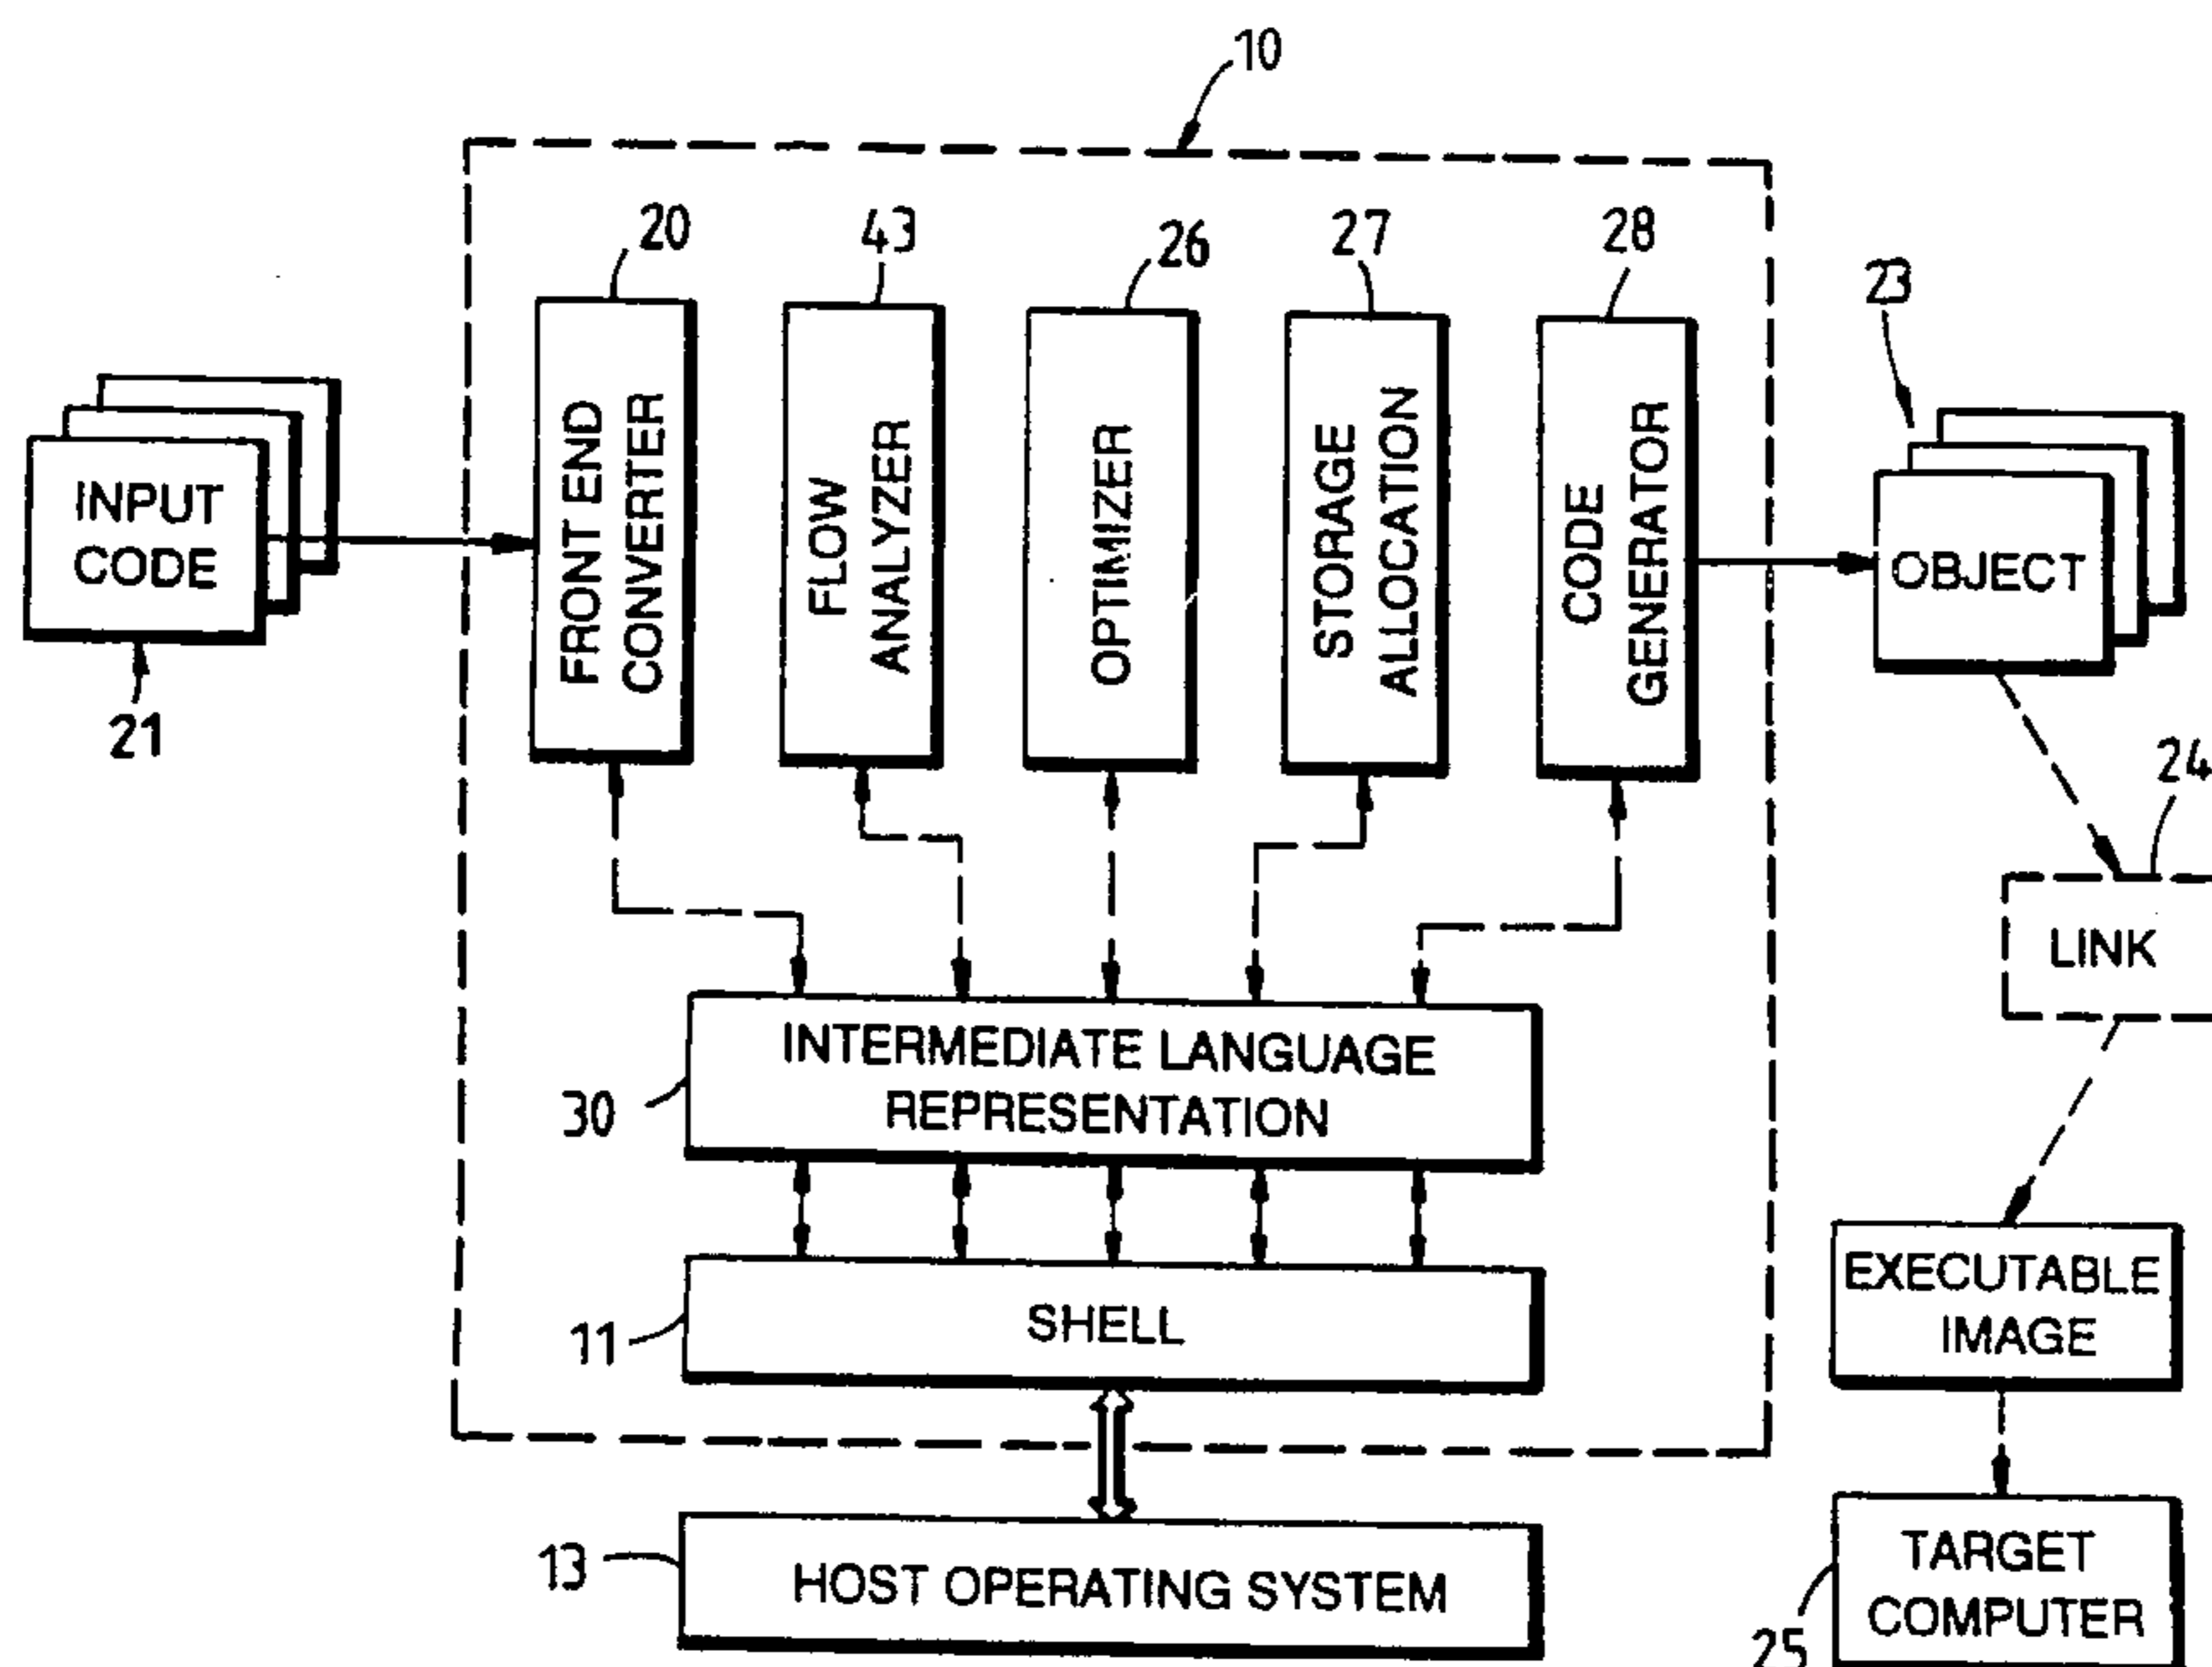 10
20
43
26
27
28
23
INPUT
CODE
21
FRONT END
CONVERTER
FLOW
ANALYZER
OPTIMIZER
STORAGE
ALLOCATION
CODE
GENERATOR
OBJECT
24
LINK
INTERMEDIATE LANGUAGE
REPRESENTATION
30
SHELL
11
EXECUTABLE
IMAGE
HOST OPERATING SYSTEM
13
TARGET
COMPUTER
25